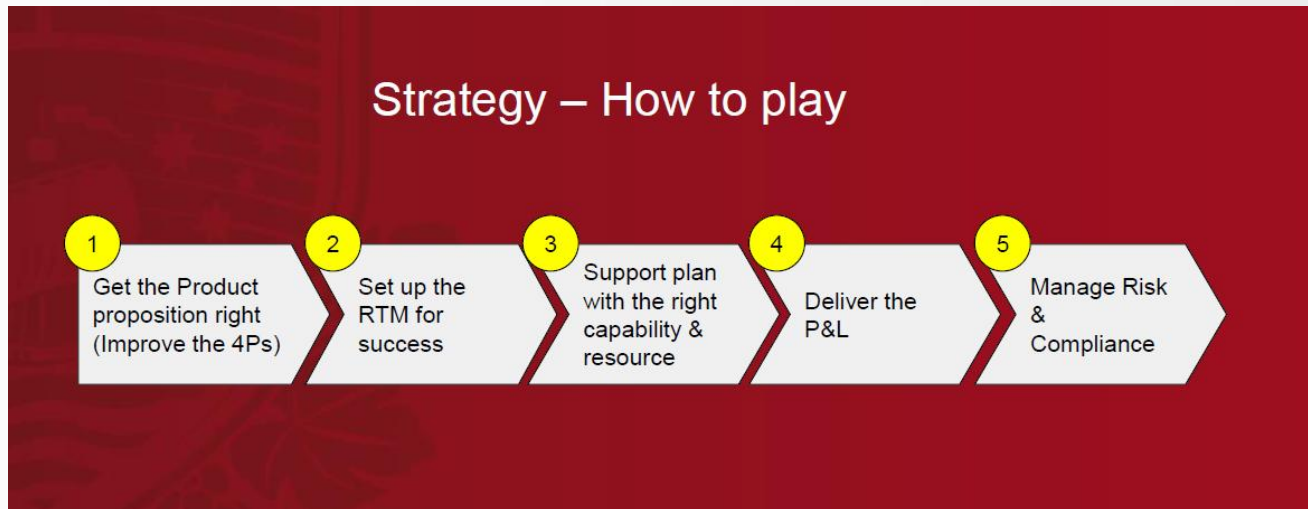 Strategy – How to play
1
Get the Product
proposition right
(Improve the 4Ps)
2
Set up the
RTM for
success
3
Support plan
with the right
capability &
resource
4
Deliver the
P&L
5
Manage Risk
&
Compliance